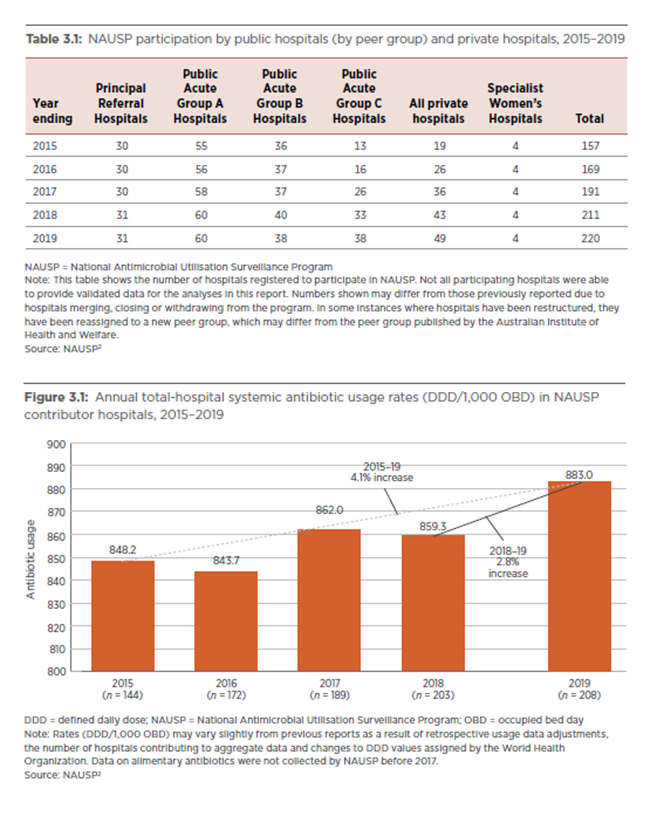 Table 3.1: NAUSP participation by public hospitals (by peer group) and private hospitals, 2015–2019
Year ending Principal Referral Hospitals Public Acute Group A Hospitals Public Acute Group B Hospitals Public Acute Group C Hospitals All private hospitals Specialist Women's Hospitals Total
2015 30 55 36 13 19 4 157
2016 30 56 37 16 26 4 169
2017 30 58 37 26 36 4 191
2018 31 60 40 33 43 4 211
2019 31 60 38 38 49 4 220
NAUSP = National Antimicrobial Utilisation Surveillance Program
Note: This table shows the number of hospitals registered to participate in NAUSP. Not all participating hospitals were able
to provide validated data for the analyses in this report. Numbers shown may differ from those previously reported due to
hospitals merging, closing or withdrawing from the program. In some instances where hospitals have been restructured, they
have been reassigned to a new peer group, which may differ from the peer group published by the Australian Institute of
Health and Welfare.
Source: NAUSP²
Figure 3.1: Annual total-hospital systemic antibiotic usage rates (DDD/1,000 OBD) in NAUSP
contributor hospitals, 2015–2019
900
890
880
870
860
850
840
830
820
810
800
Antibiotic usage
2015–19
4.1% increase
848.2
843.7
862.0
859.3
883.0
2018–19
2.8%
increase
2015 2016 2017 2018 2019
(n = 144) (n = 172) (n = 189) (n = 203) (n = 208)
DDD = defined daily dose; NAUSP = National Antimicrobial Utilisation Surveillance Program; OBD = occupied bed day
Note: Rates (DDD/1,000 OBD) may vary slightly from previous reports as a result of retrospective usage data adjustments,
the number of hospitals contributing to aggregate data and changes to DDD values assigned by the World Health
Organization. Data on alimentary antibiotics were not collected by NAUSP before 2017.
Source: NAUSP²